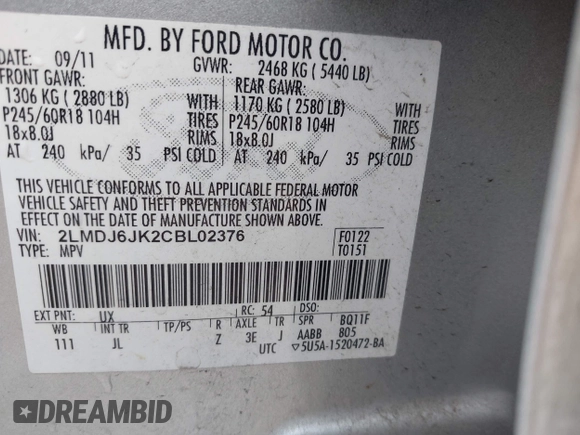 MFD. BY FORD MOTOR CO.
DATE: 09/11 GVWR: 2468 KG ( 5440 LB)
FRONT GAWR: REAR GAWR:
1306 KG ( 2880 LB) WITH 1170 KG ( 2580 LB) WITH
P245/60R18 104H TIRES P245/60R18 104H TIRES
18x8.0J RIMS 18x8.0J RIMS
AT 240 kPa/ 35 PSI COLD AT 240 kPa/ 35 PSI COLD
THIS VEHICLE CONFORMS TO ALL APPLICABLE FEDERAL MOTOR
VEHICLE SAFETY AND THEFT PREVENTION STANDARDS IN
EFFECT ON THE DATE OF MANUFACTURE SHOWN ABOVE.
VIN: 2LMDJ6JK2CBL02376 F0122
TYPE: MPV T0151
EXT PNT: UX RC: 54 DSO:
WB INT TR TP/PS R AXLE TR SPR BQ11F
111 JL Z 3E J AABB 805
UTC ▽5U5A-1520472-BA
DREAMBID